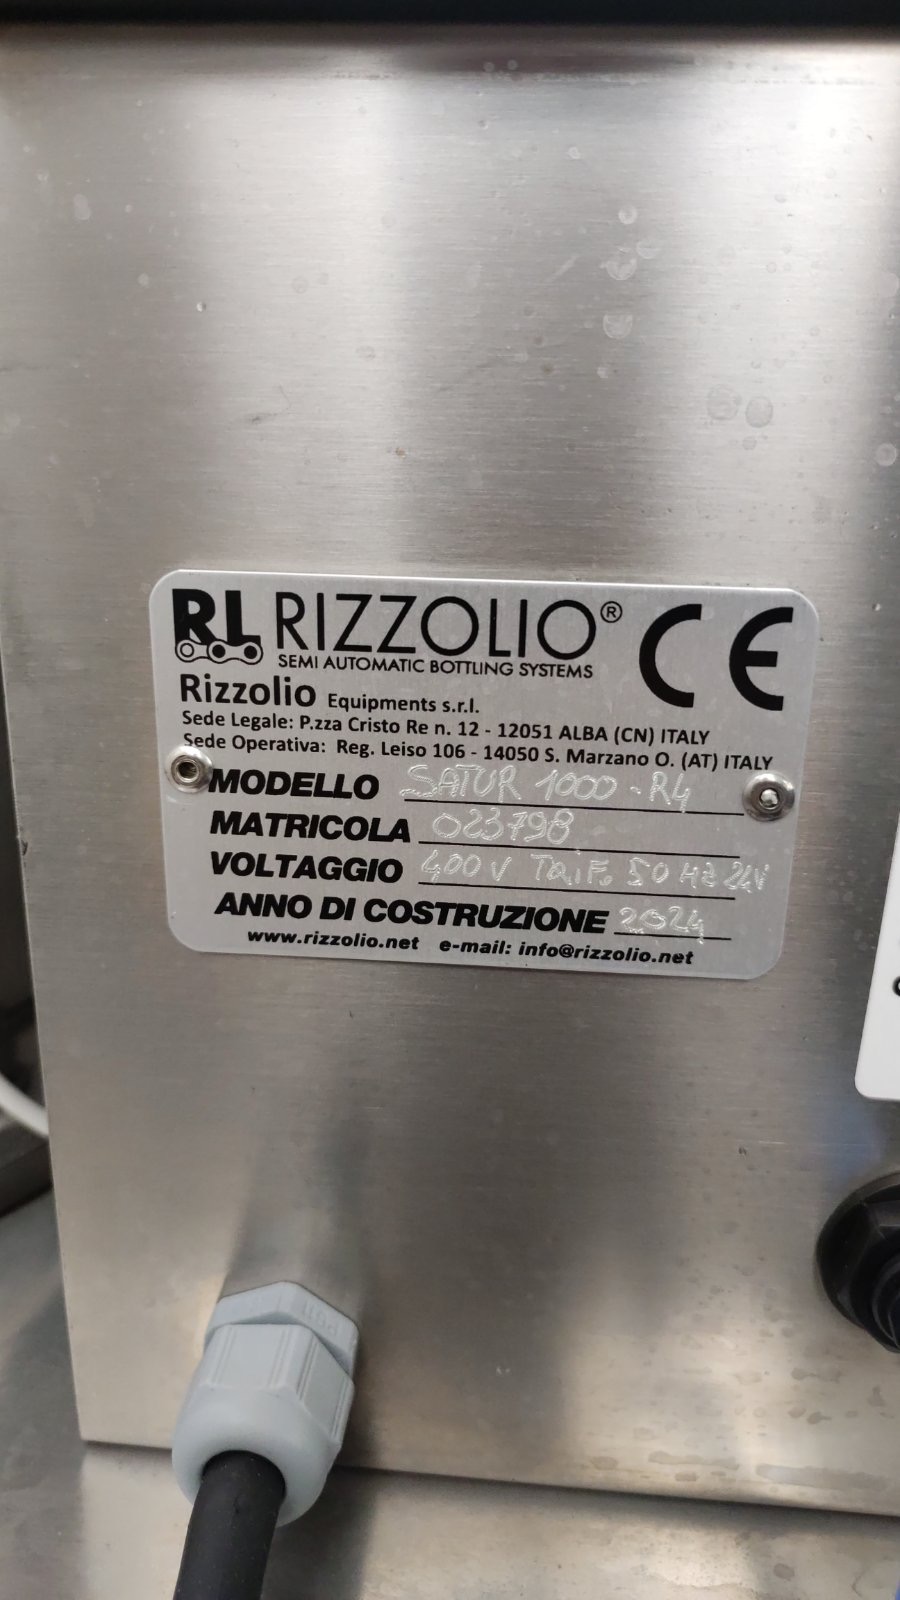 RL RIZZOLIO® CE
SEMI AUTOMATIC BOTTLING SYSTEMS
Rizzolio Equipments s.r.l.
Sede Legale: P.zza Cristo Re n. 12 - 12051 ALBA (CN) ITALY
Sede Operativa: Reg. Leiso 106 - 14050 S. Marzano O. (AT) ITALY
MODELLO SATUR 1000-R4
MATRICOLA 023798
VOLTAGGIO 400V TRIF. 50 HZ 24V
ANNO DI COSTRUZIONE 2024
www.rizzolio.net e-mail: info@rizzolio.net